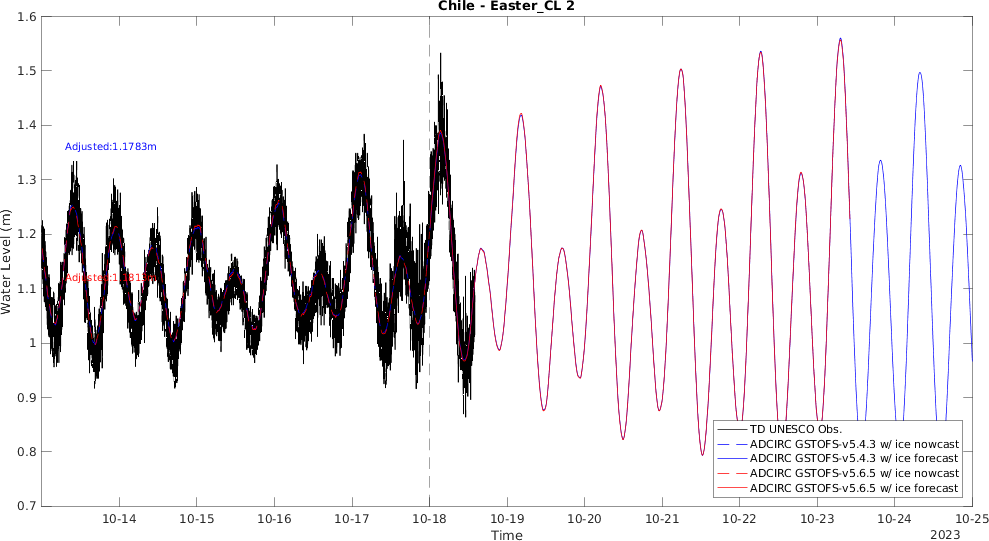 Chile - Easter_CL 2
Water Level (m)
1.6
1.5
1.4
1.3
1.2
1.1
1
0.9
0.8
0.7
Adjusted:1.1783m
TD UNESCO Obs.
ADCIRC GSTOFS-v5.4.3 w/ ice nowcast
ADCIRC GSTOFS-v5.4.3 w/ ice forecast
ADCIRC GSTOFS-v5.6.5 w/ ice nowcast
ADCIRC GSTOFS-v5.6.5 w/ ice forecast
10-14 10-15 10-16 10-17 10-18 10-19 10-20 10-21 10-22 10-23 10-24 10-25
Time
2023